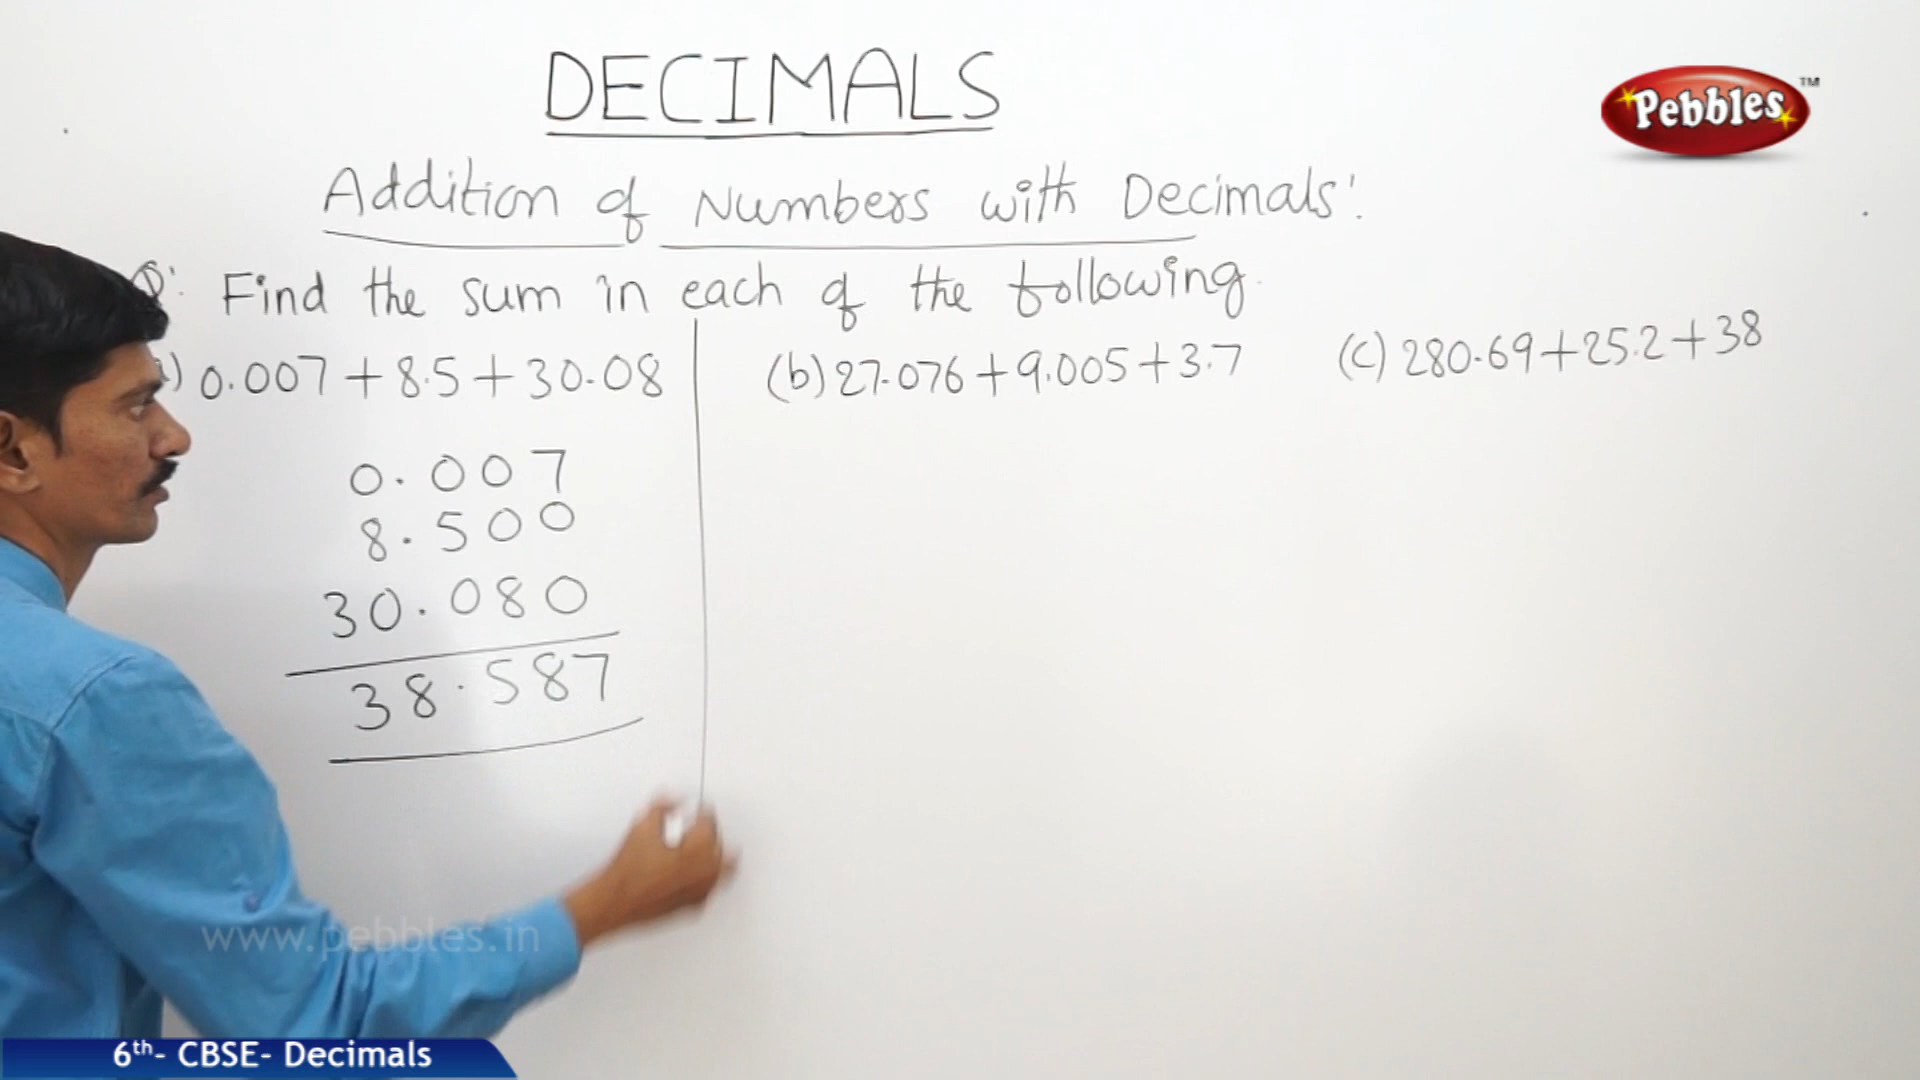 DECIMALS
Pebbles™
Addition of Numbers with Decimals:
Q: Find the sum in each of the following.
) 0.007+8.5+30.08
(b) 27.076+9.005+3.7
(c) 280.69+25.2+38
0.007
8.500
30.080
38.587
www.pebbles.in
6th- CBSE- Decimals